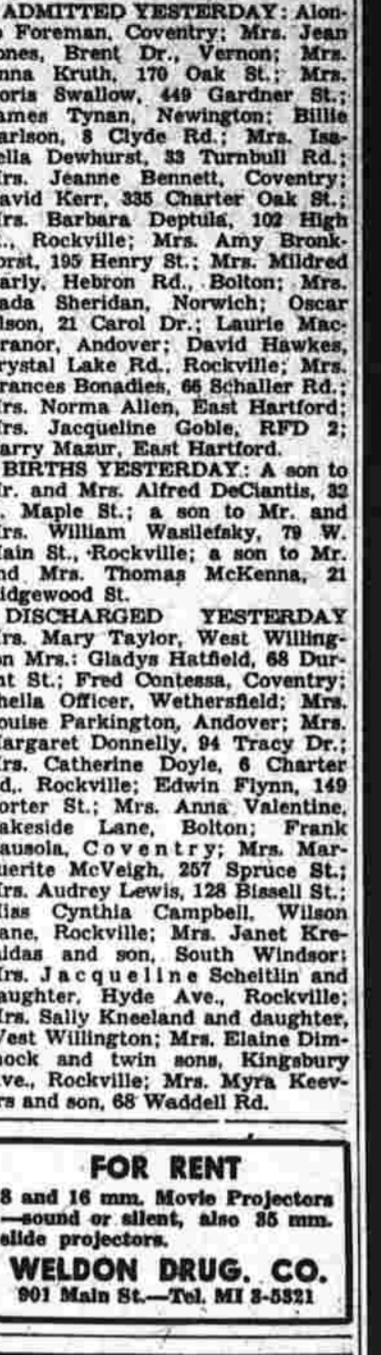 ADMITTED YESTERDAY: Alon-
Foreman, Coventry; Mrs. Jean
ones, Brent Dr., Vernon; Mrs.
nna Kruth, 170 Oak St.; Mrs.
oris Swallow, 449 Gardner St.;
ames Tynan, Newington; Billie
arlson, 8 Clyde Rd.; Mrs. Isa-
ella Dewhurst, 33 Turnbull Rd.;
rs. Jeanne Bennett, Coventry;
avid Kerr, 335 Charter Oak St.;
rs. Barbara Deptula, 102 High
t., Rockville; Mrs. Amy Bronk-
orst, 195 Henry St.; Mrs. Mildred
arly, Hebron Rd., Bolton; Mrs.
ada Sheridan, Norwich; Oscar
lson, 21 Carol Dr.; Laurie Mac-
ranor, Andover; David Hawkes,
rystal Lake Rd., Rockville; Mrs.
rances Bonadies, 66 Schaller Rd.;
rs. Norma Allen, East Hartford;
rs. Jacqueline Goble, RFD 2;
arry Mazur, East Hartford.
BIRTHS YESTERDAY: A son to
r. and Mrs. Alfred DeCiantis, 32
. Maple St.; a son to Mr. and
rs. William Wasilefsky, 79 W.
ain St., Rockville; a son to Mr.
nd Mrs. Thomas McKenna, 21
idgewood St.
DISCHARGED YESTERDAY
rs. Mary Taylor, West Willing-
on Mrs.: Gladys Hatfield, 68 Dur-
nt St.; Fred Contessa, Coventry;
heila Officer, Wethersfield; Mrs.
ouise Parkington, Andover; Mrs.
argaret Donnelly, 94 Tracy Dr.;
rs. Catherine Doyle, 6 Charter
d., Rockville; Edwin Flynn, 149
orter St.; Mrs. Anna Valentine,
akeside Lane, Bolton; Frank
ausola, Coventry; Mrs. Mar-
uerite McVeigh, 257 Spruce St.;
rs. Audrey Lewis, 128 Bissell St.;
iss Cynthia Campbell, Wilson
ane, Rockville; Mrs. Janet Kre-
idas and son, South Windsor;
rs. Jacqueline Scheitlin and
aughter, Hyde Ave., Rockville;
rs. Sally Kneeland and daughter,
est Willington; Mrs. Elaine Dim-
ock and twin sons, Kingsbury
ve., Rockville; Mrs. Myra Keev-
rs and son, 68 Waddell Rd.
FOR RENT
8 and 16 mm. Movie Projectors
—sound or silent, also 35 mm.
slide projectors.
WELDON DRUG. CO.
901 Main St.—Tel. MI 3-5321